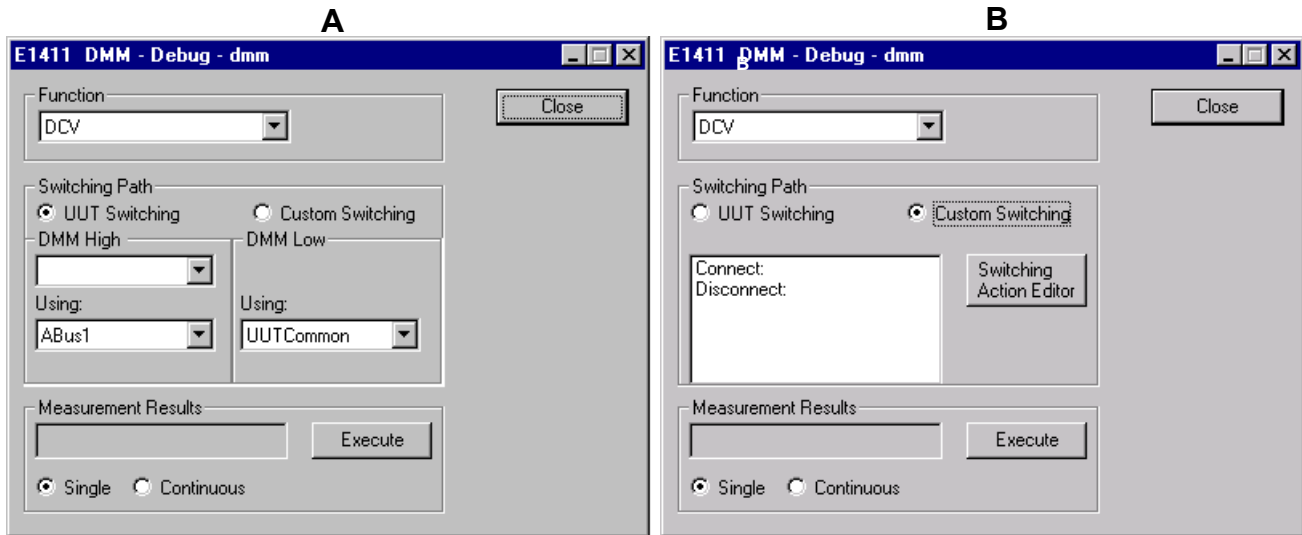 A
E1411 DMM - Debug - dmm
Function
DCV
Close
Switching Path
UUT Switching
Custom Switching
DMM High
DMM Low
Using:
Using:
ABus1
UUTCommon
Measurement Results
Execute
Single
Continuous
B
E1411 DMM - Debug - dmm
B
Function
DCV
Close
Switching Path
UUT Switching
Custom Switching
Connect:
Disconnect:
Switching
Action Editor
Measurement Results
Execute
Single
Continuous